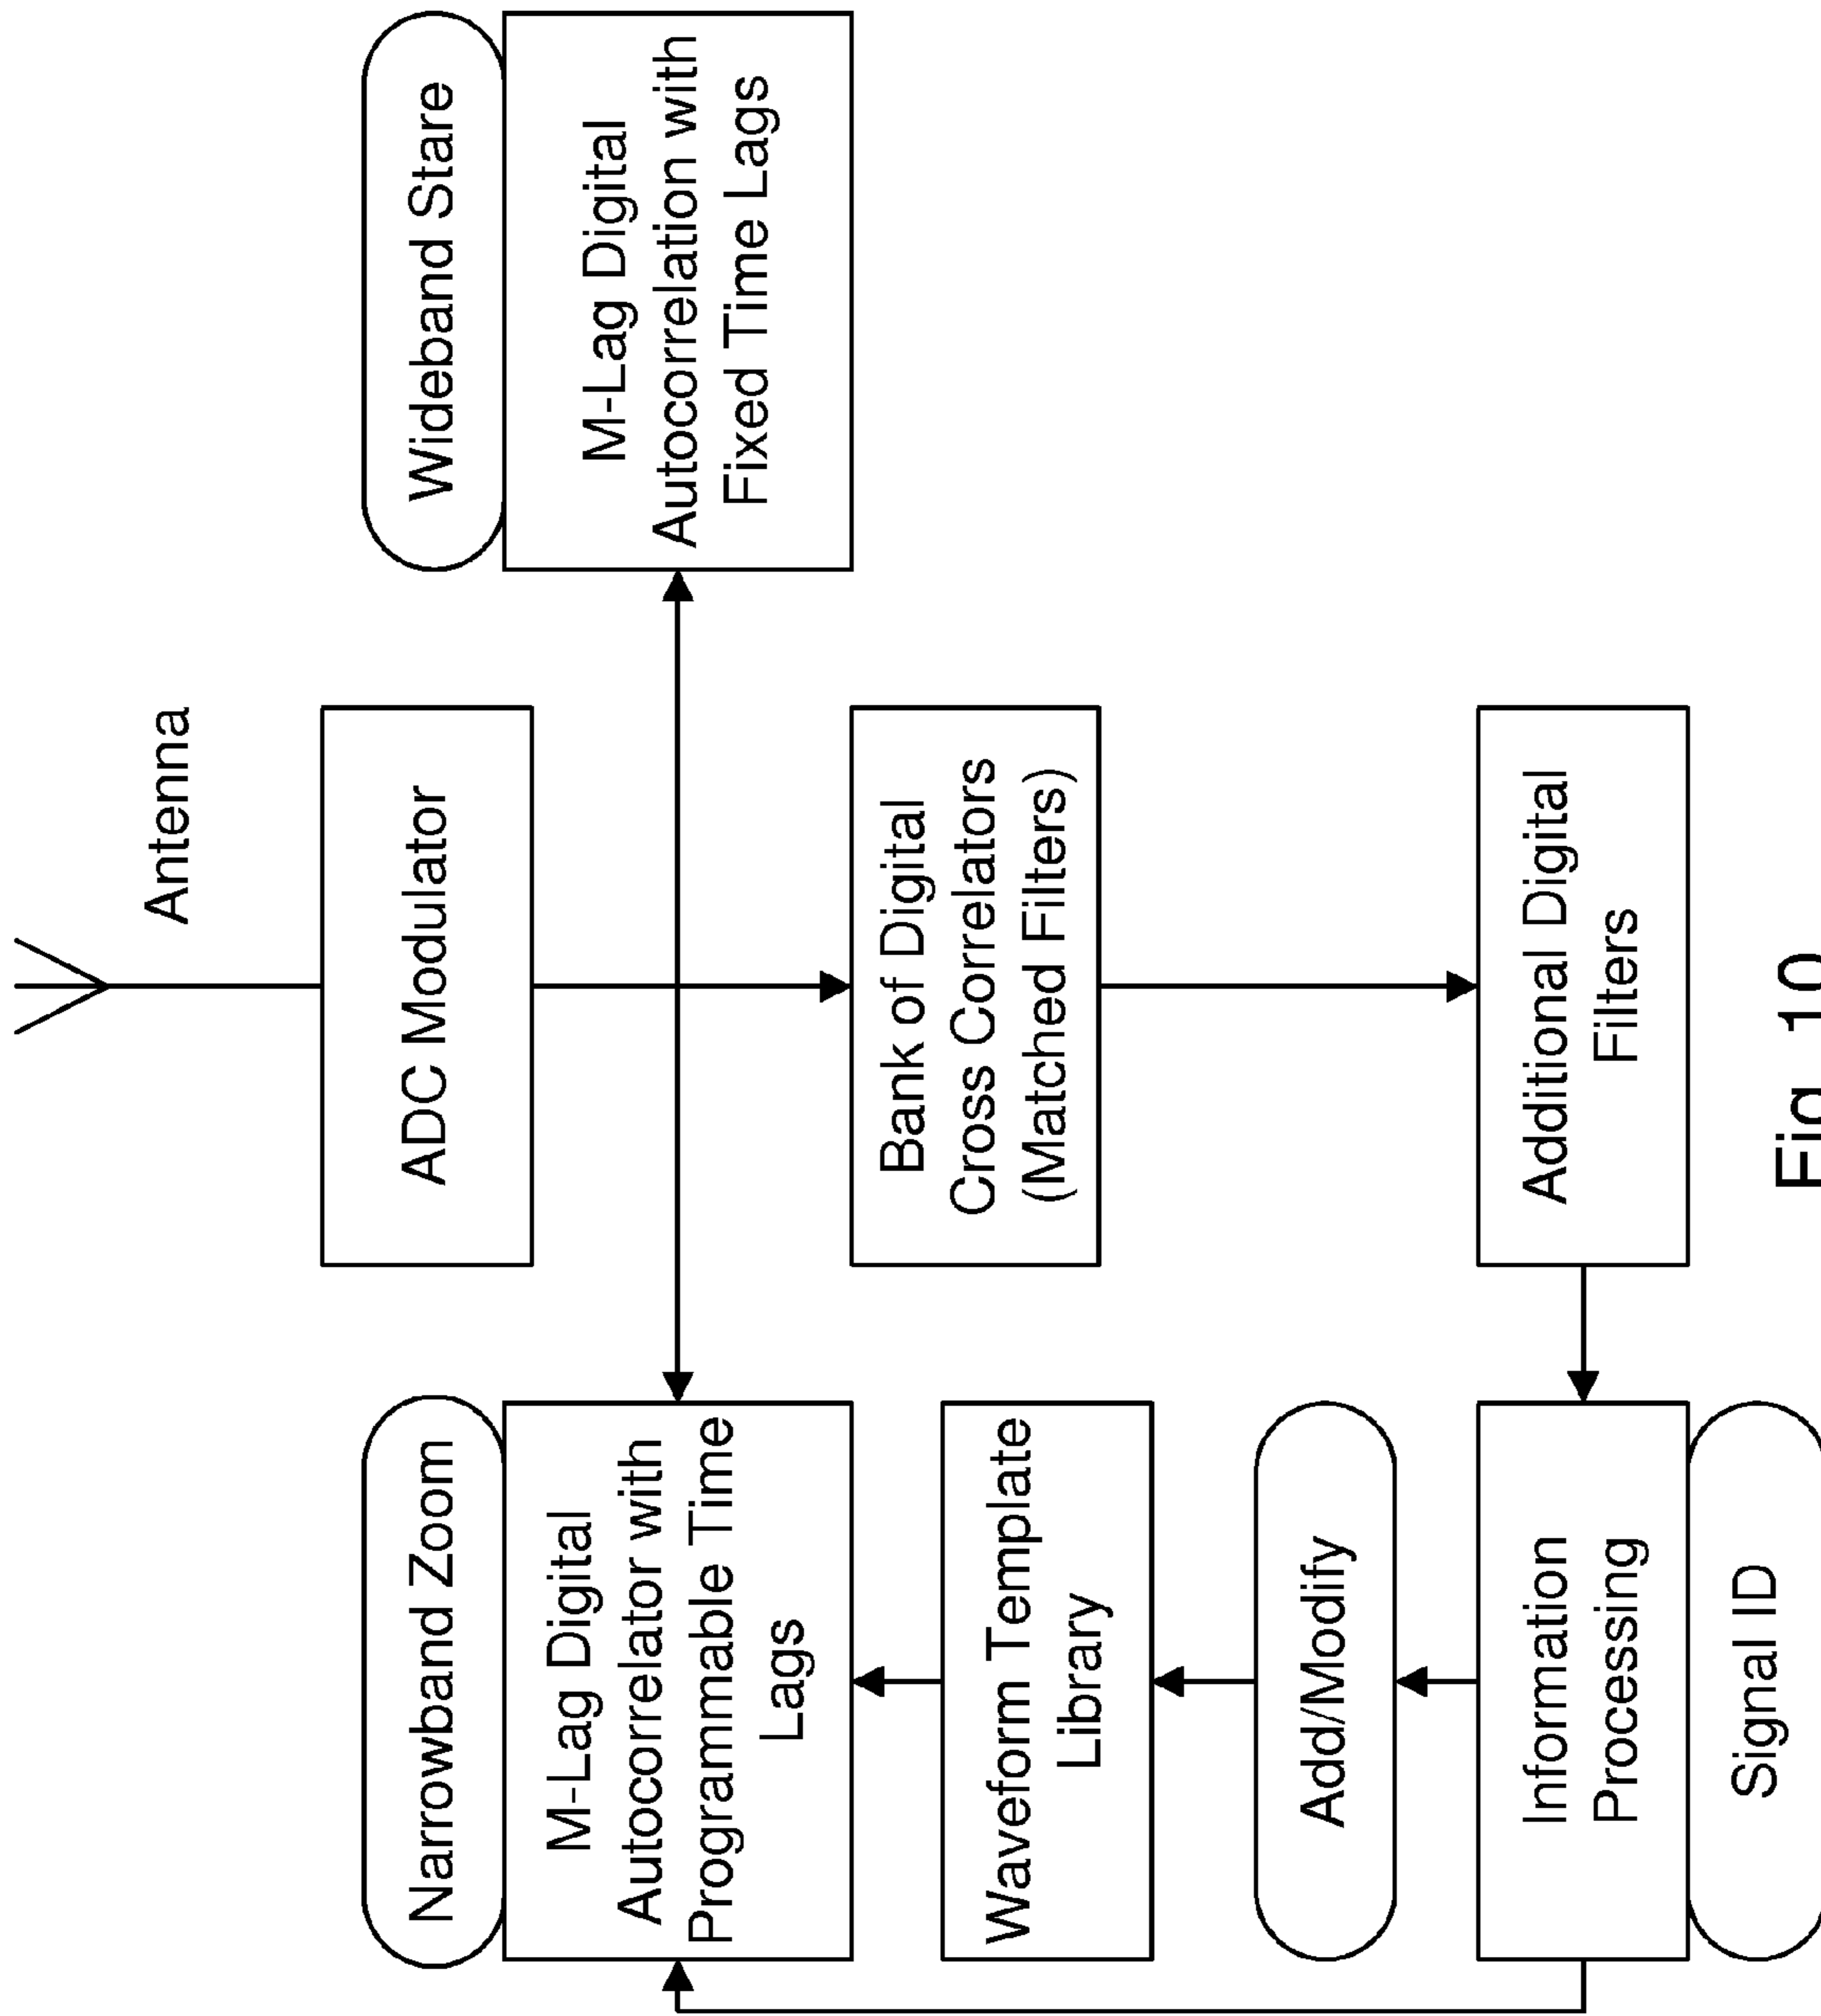 Antenna
ADC Modulator
Wideband Stare
M-Lag Digital
Autocorrelation with
Fixed Time Lags
Narrowband Zoom
M-Lag Digital
Autocorrelator with
Programmable Time
Lags
Bank of Digital
Cross Correlators
(Matched Filters)
Waveform Template
Library
Add/Modify
Additional Digital
Filters
Information
Processing
Signal ID
Fig. 10